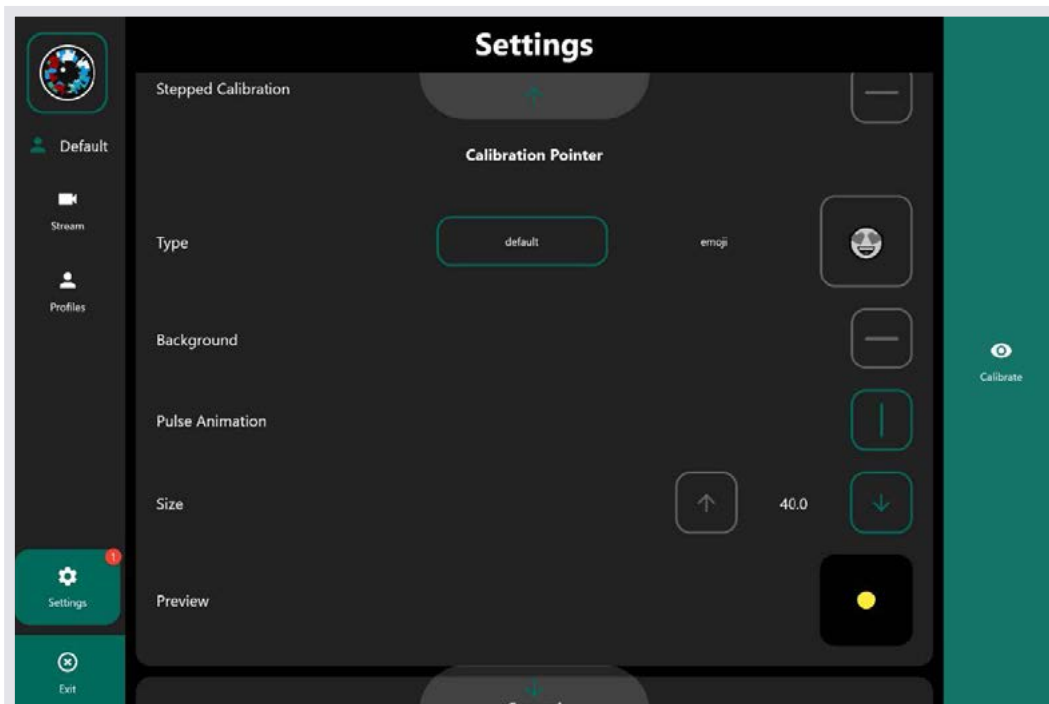 Settings
Stepped Calibration
Default
Calibration Pointer
Stream
Type
default
emoji
Profiles
Background
Calibrate
Pulse Animation
Size
40.0
1
Settings
Preview
Exit